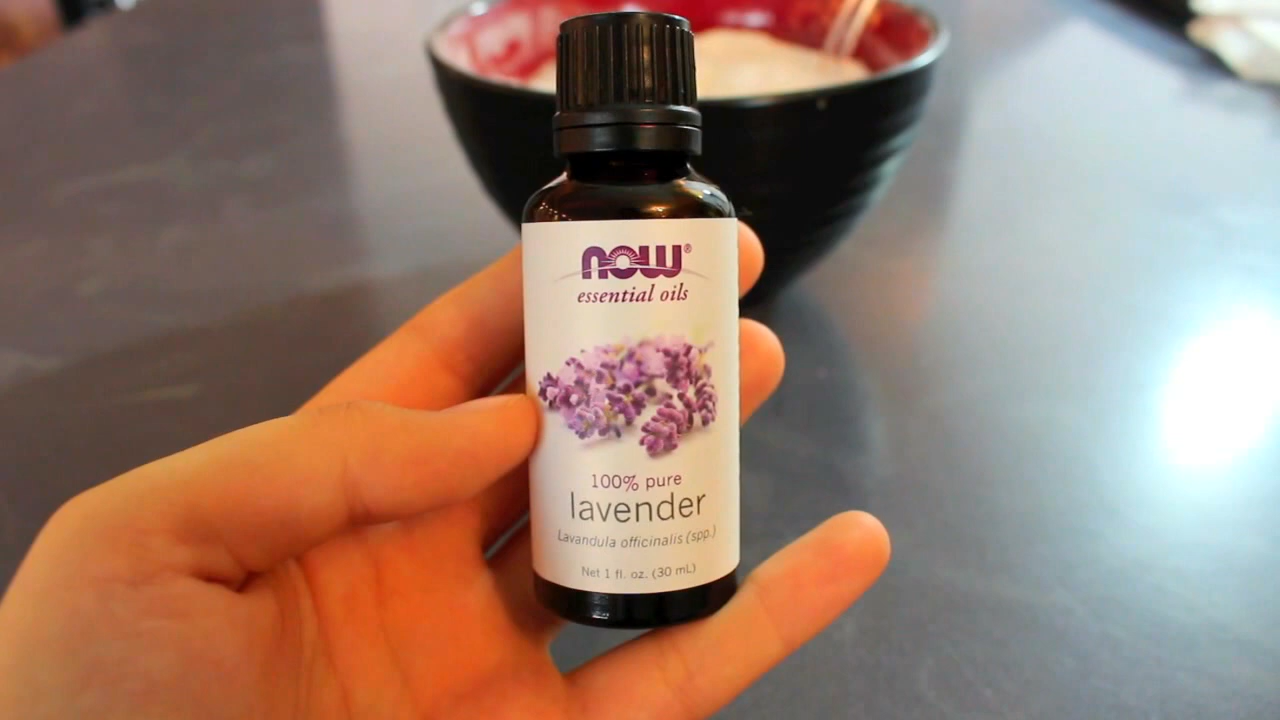 now®
essential oils
100% pure
lavender
Lavandula officinalis (spp.)
Net 1 fl. oz. (30 mL)